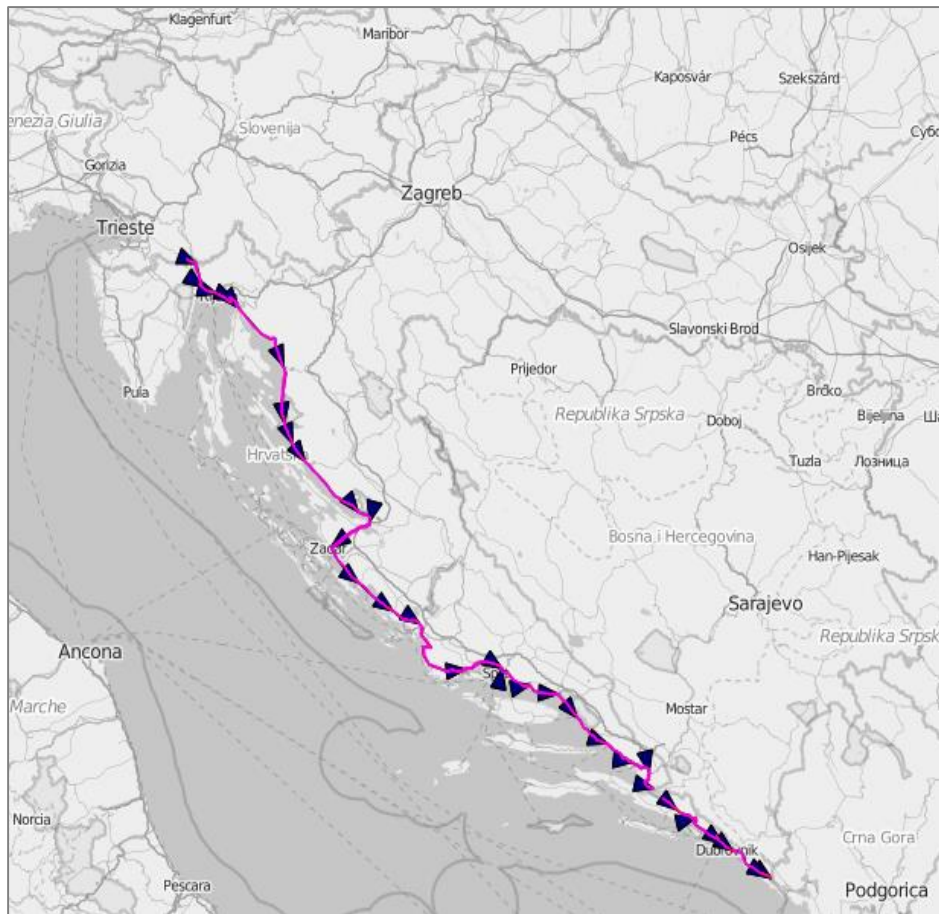 Klagenfurt
Maribor
Kaposvár
Szekszárd
enezia Giulia
Slovenija
Pécs
Субо
Gorizia
Zagreb
Trieste
Osijek
Slavonski Brod
Prijedor
Pula
Brčko
Republika Srpska
Doboj
Bijeljina
Ша
Hrvatska
Tuzla
Лозница
Bosna i Hercegovina
Zadar
Han-Pijesak
Sarajevo
Republika Srpsk
Ancona
Marche
Mostar
Norcia
Crna Gora
Dubrovnik
Pescara
Podgorica